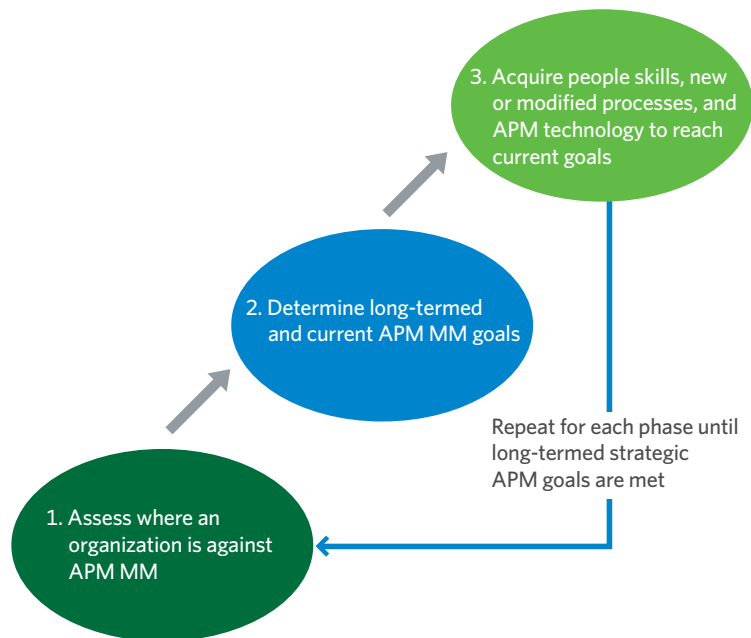 3. Acquire people skills, new
or modified processes, and
APM technology to reach
current goals
2. Determine long-termed
and current APM MM goals
Repeat for each phase until
long-termed strategic
APM goals are met
1. Assess where an
organization is against
APM MM